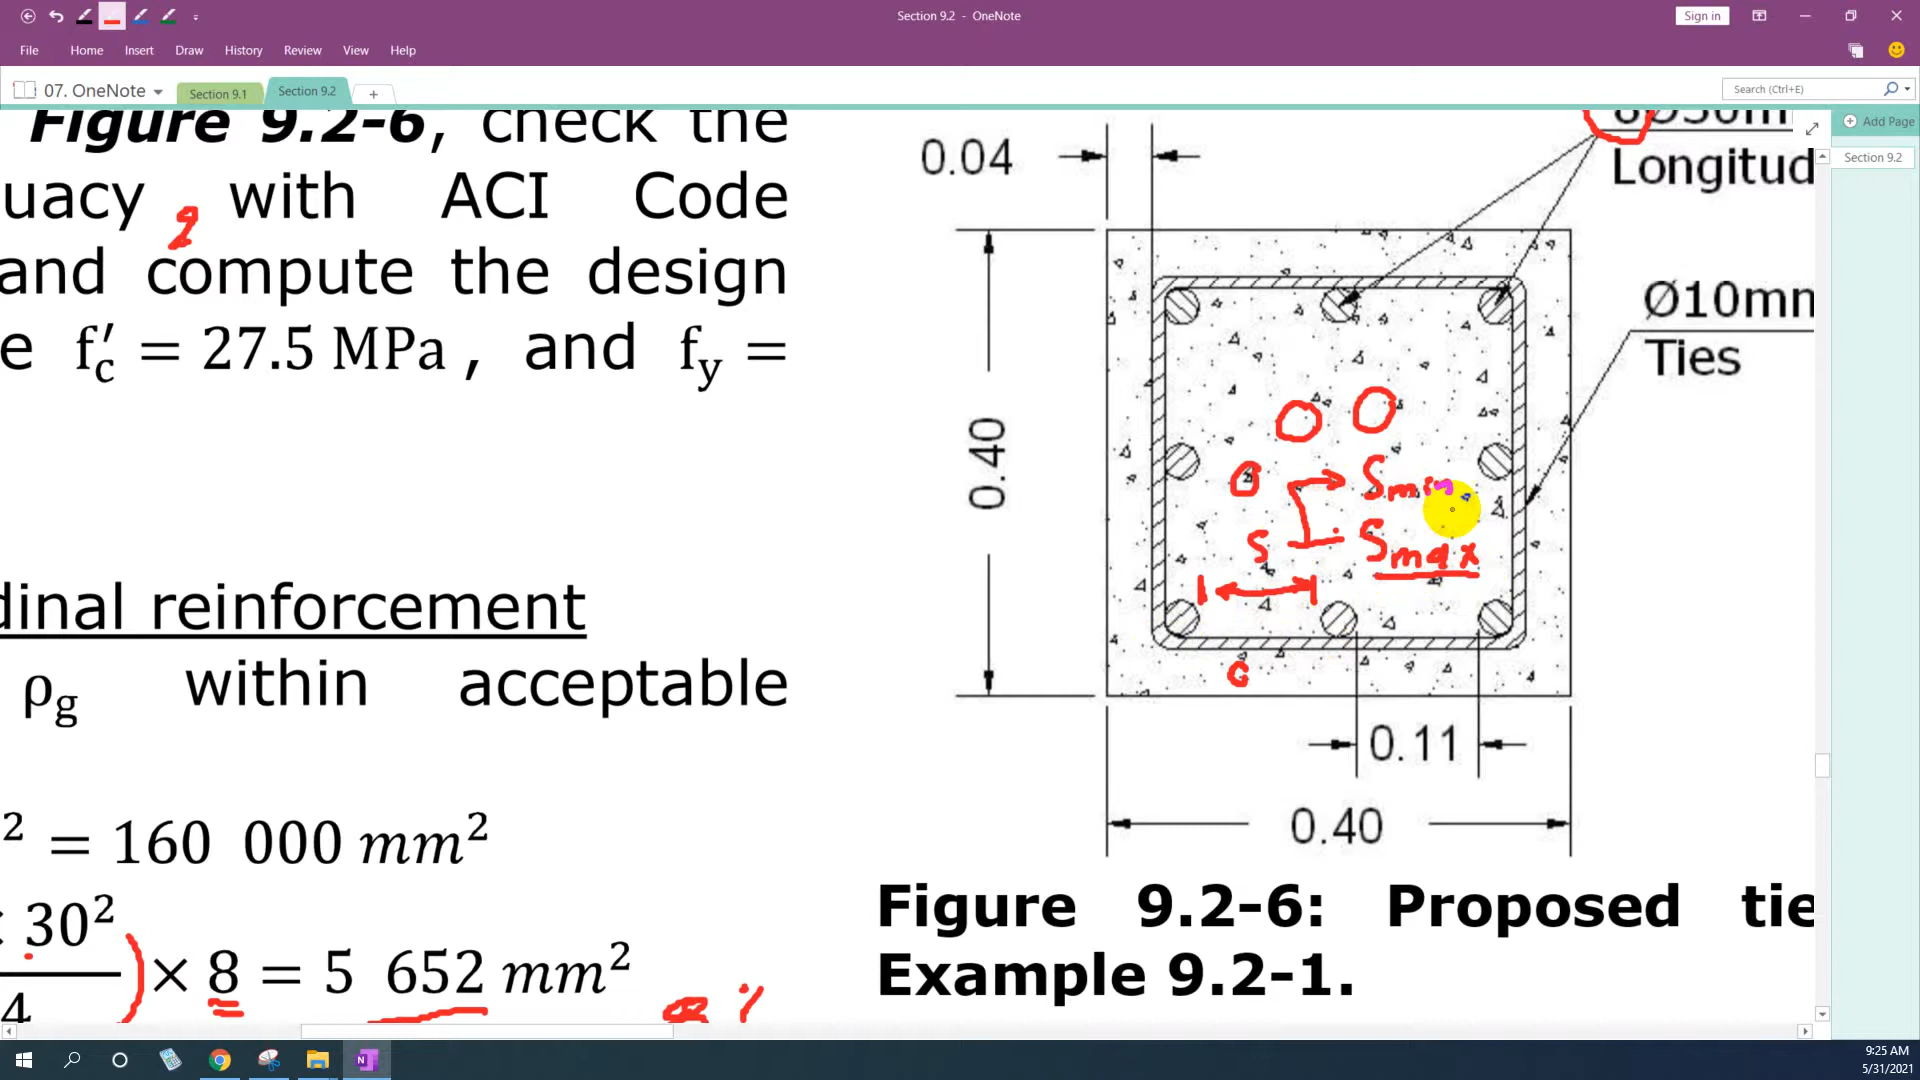 Section 9.2 - OneNote
Sign in
File
Home
Insert
Draw
History
Review
View
Help
07. OneNote
Section 9.1
Section 9.2
+
Search (Ctrl+E)
Add Page
Section 9.2
Figure 9.2-6, check the
uacy with ACI Code
and compute the design
e f′c = 27.5 MPa , and fy =
dinal reinforcement
ρg within acceptable
2 = 160 000 mm2
× 302
4
× 8 = 5 652 mm2
%
0.04
Longitud
Ø10mm
Ties
0.40
Smin
S
Smax
0.11
0.40
Figure 9.2-6: Proposed tie
Example 9.2-1.
9:25 AM
5/31/2021